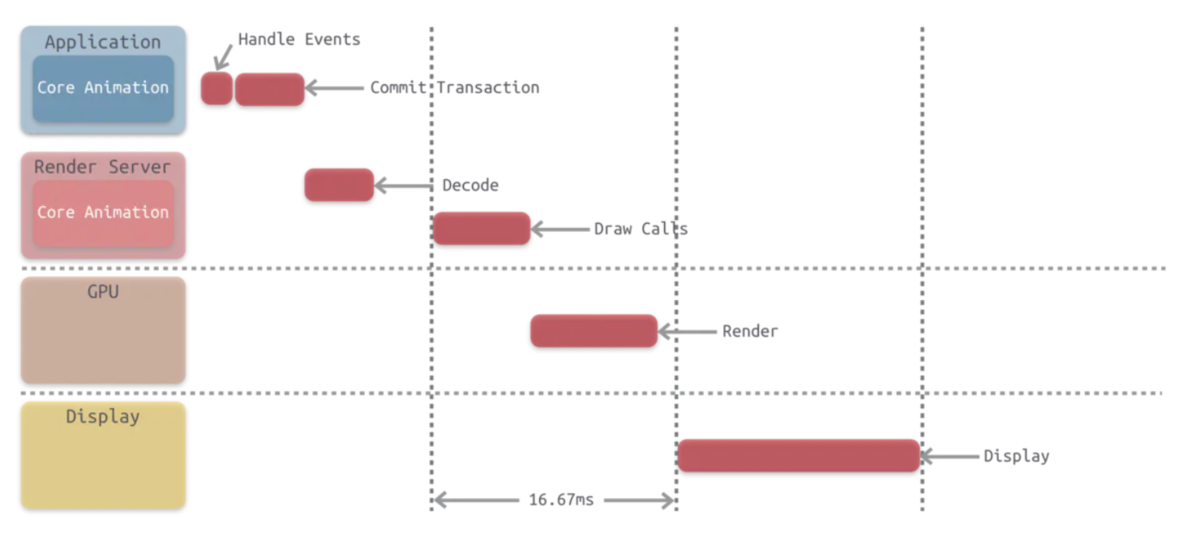 Application
Core Animation
Handle Events
Commit Transaction
Render Server
Core Animation
Decode
Draw Calls
GPU
Render
Display
Display
16.67ms